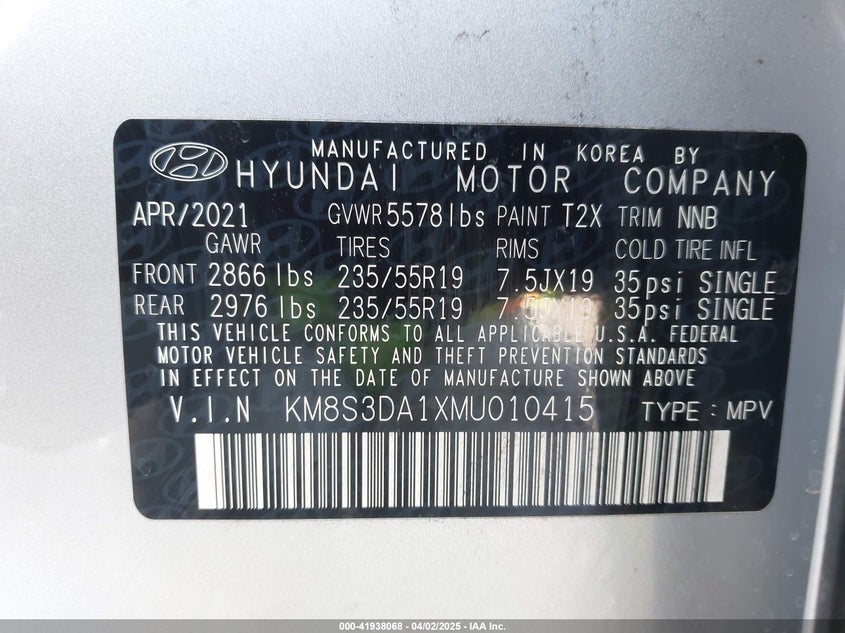 MANUFACTURED IN KOREA BY
HYUNDAI MOTOR COMPANY
APR/2021 GVWR 5578lbs PAINT T2X TRIM NNB
GAWR TIRES RIMS COLD TIRE INFL
FRONT 2866 lbs 235/55R19 7.5JX19 35psi SINGLE
REAR 2976 lbs 235/55R19 7.5JX19 35psi SINGLE
THIS VEHICLE CONFORMS TO ALL APPLICABLE U.S.A. FEDERAL
MOTOR VEHICLE SAFETY AND THEFT PREVENTION STANDARDS
IN EFFECT ON THE DATE OF MANUFACTURE SHOWN ABOVE
V.I.N KM8S3DA1XMU010415 TYPE : MPV
000-41938068 - 04/02/2025 - IAA Inc.